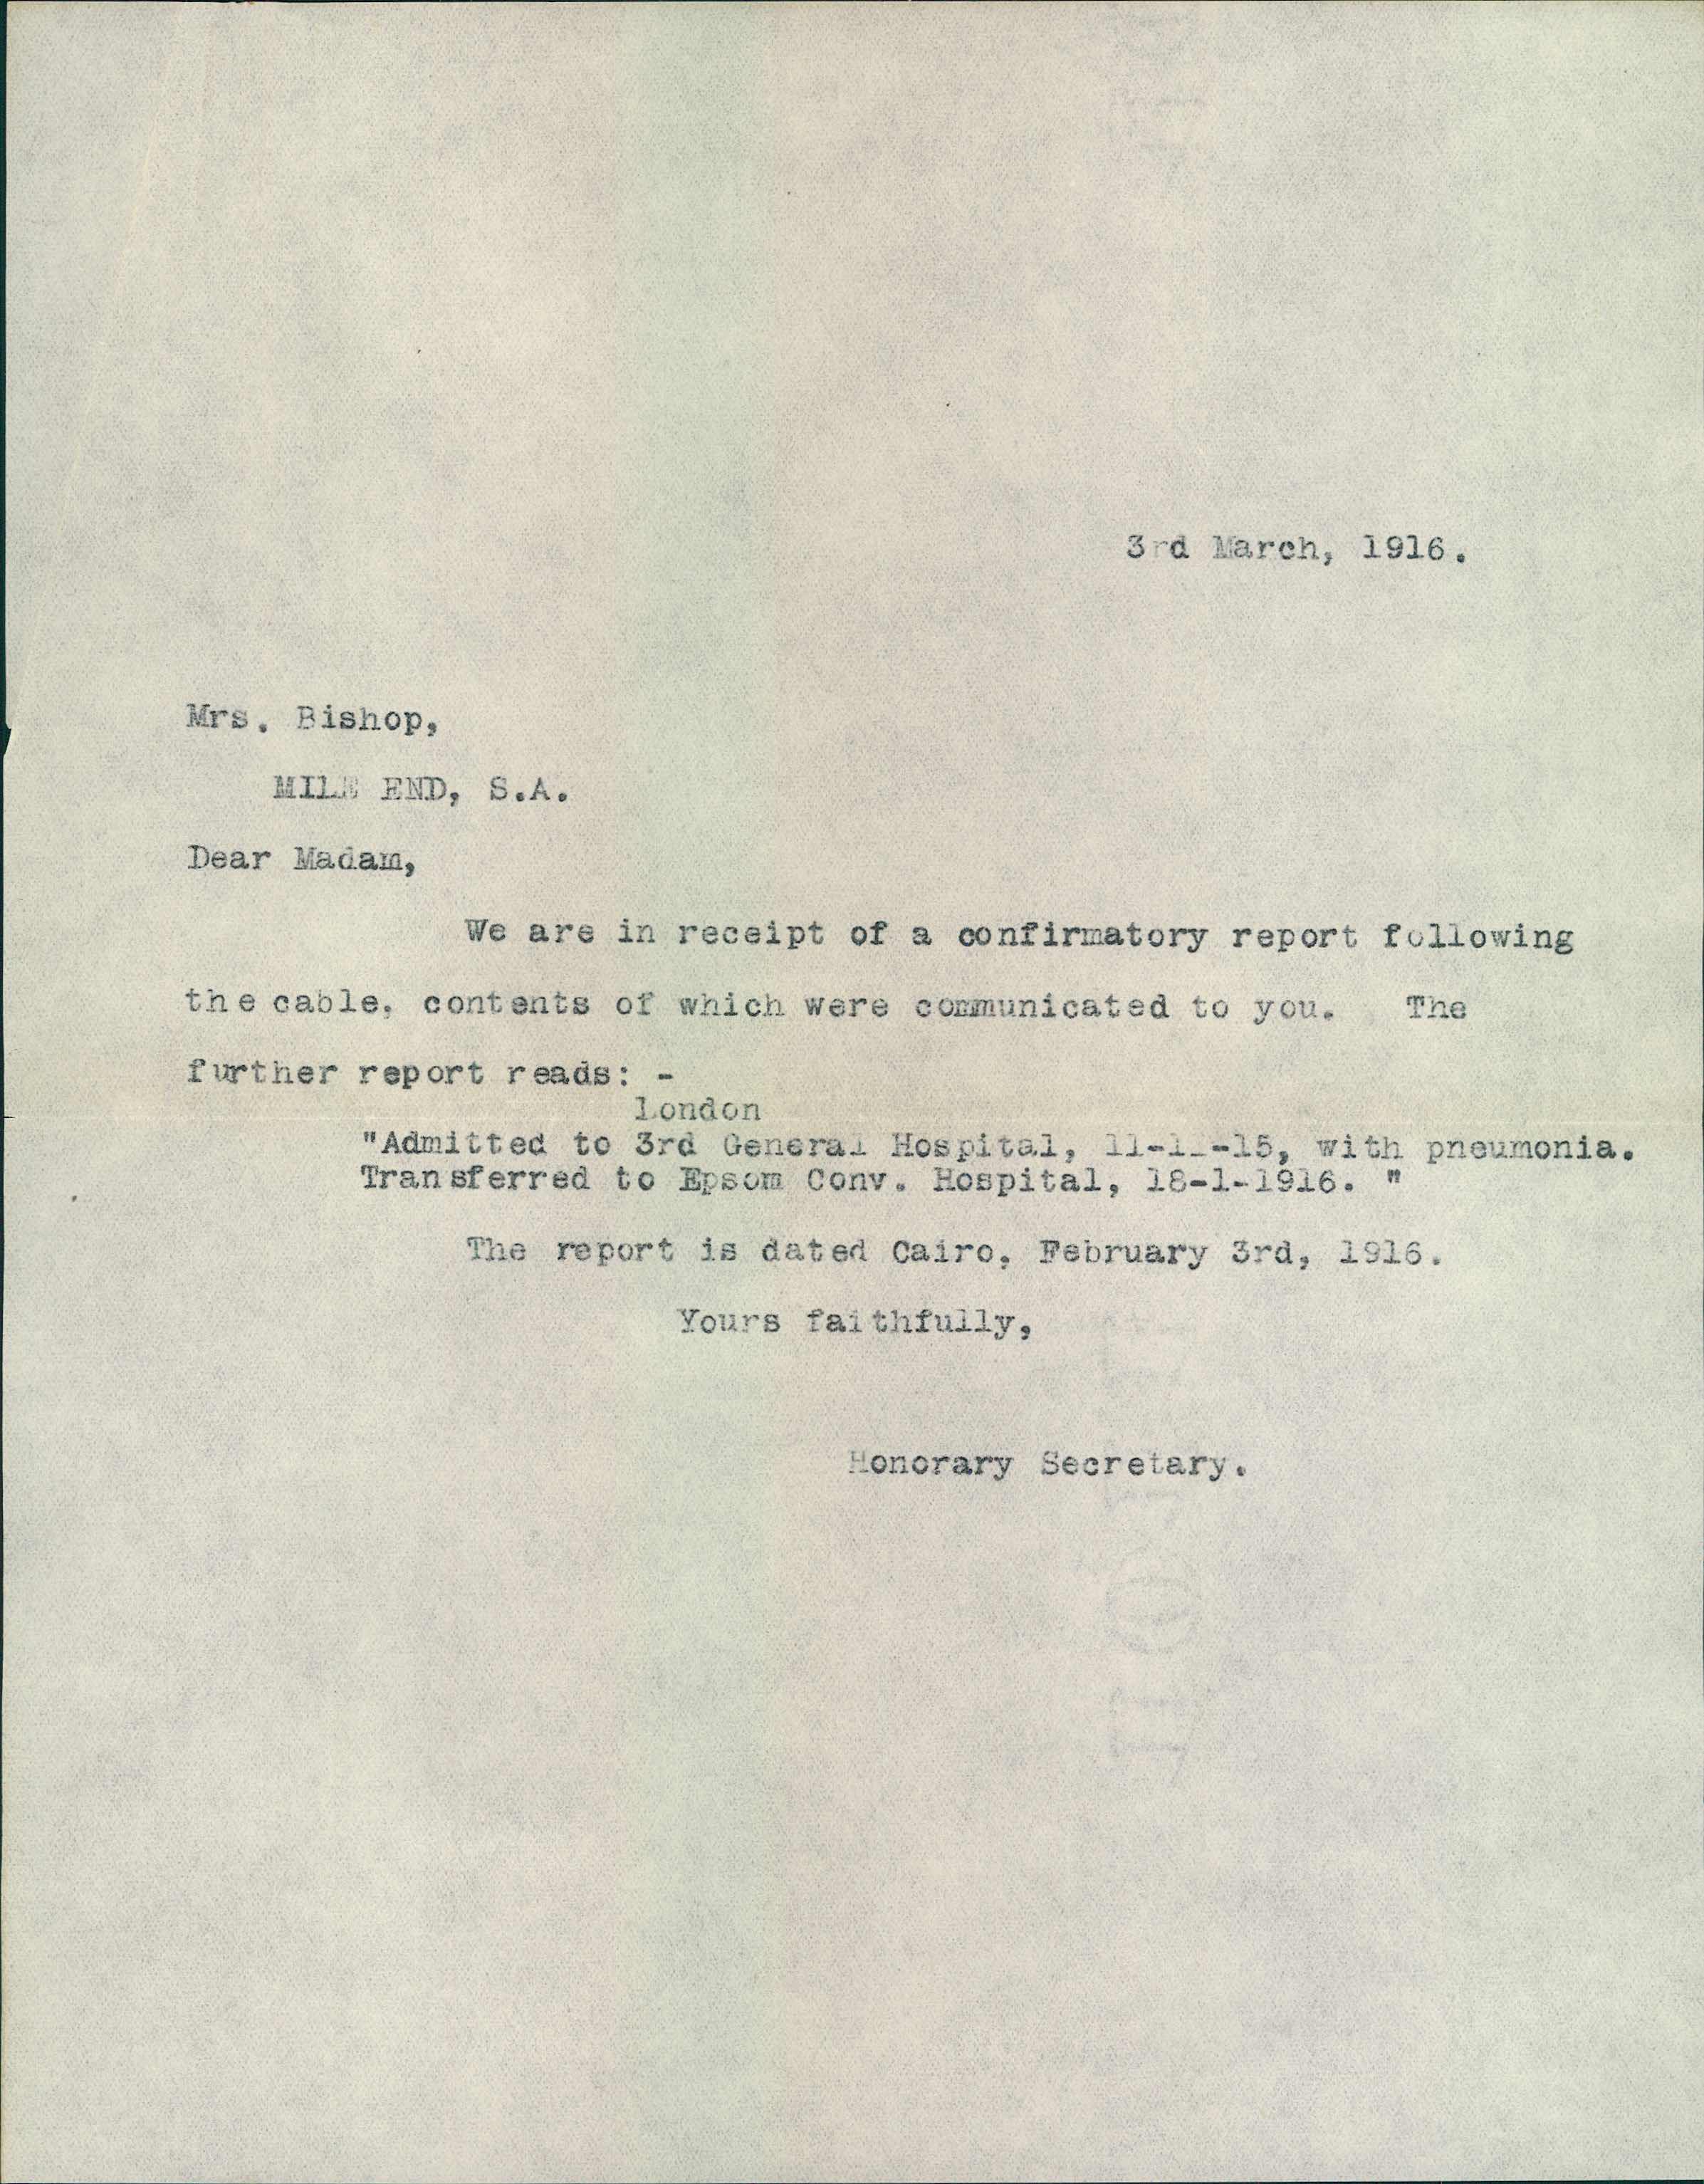 3rd March, 1916.
Mrs. Bishop,
MILE END, S.A.
Dear Madam,
We are in receipt of a confirmatory report following
the cable, contents of which were communicated to you. The
further report reads: -
London
"Admitted to 3rd General Hospital, 11-11-15, with pneumonia.
Transferred to Epsom Conv. Hospital, 18-1-1916. "
The report is dated Cairo, February 3rd, 1916.
Yours faithfully,
Honorary Secretary.